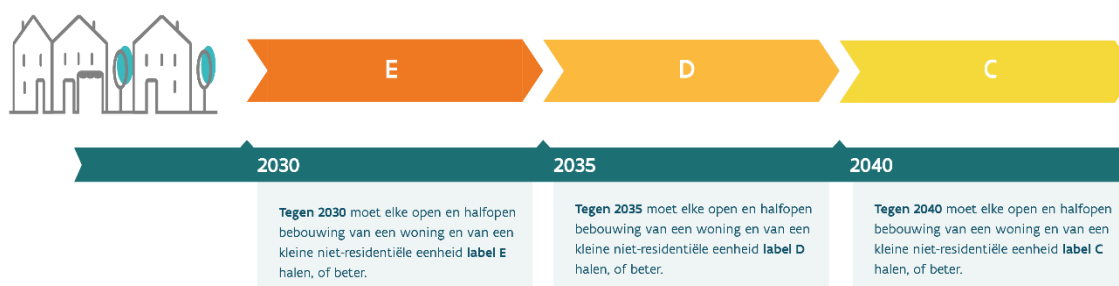 E
D
C
2030
2035
2040
Tegen 2030 moet elke open en halfopen
bebouwing van een woning en van een
kleine niet-residentiële eenheid label E
halen, of beter.
Tegen 2035 moet elke open en halfopen
bebouwing van een woning en van een
kleine niet-residentiële eenheid label D
halen, of beter.
Tegen 2040 moet elke open en halfopen
bebouwing van een woning en van een
kleine niet-residentiële eenheid label C
halen, of beter.